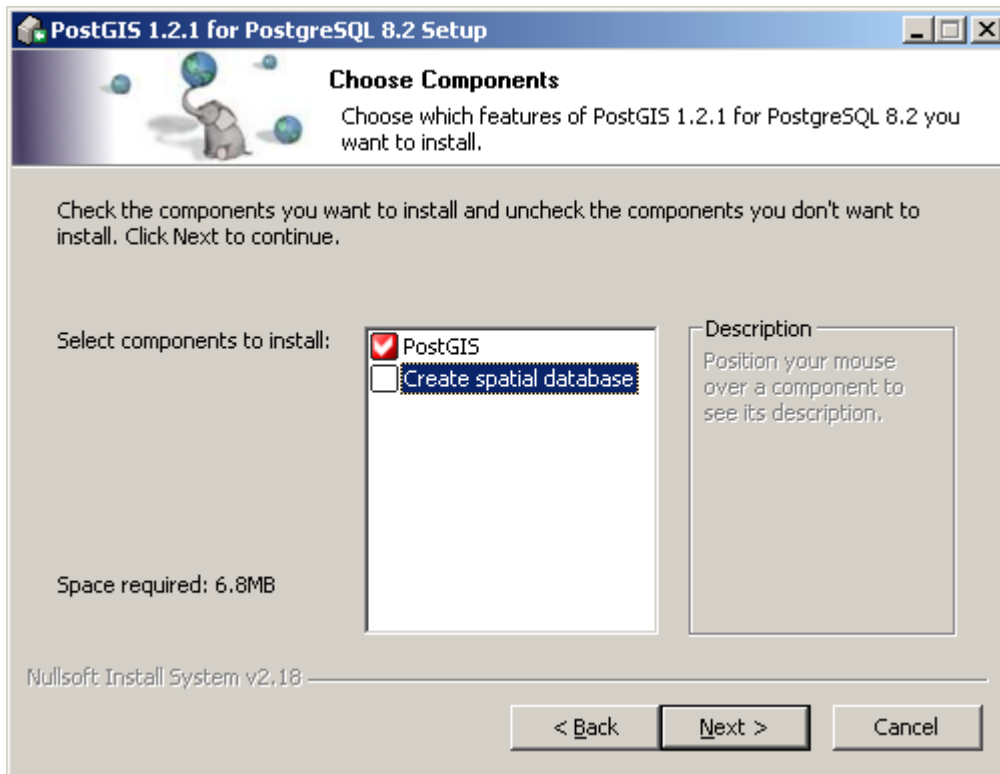 PostGIS 1.2.1 for PostgreSQL 8.2 Setup
Choose Components
Choose which features of PostGIS 1.2.1 for PostgreSQL 8.2 you
want to install.
Check the components you want to install and uncheck the components you don't want to
install. Click Next to continue.
Select components to install:
PostGIS
Create spatial database
Description
Position your mouse
over a component to
see its description.
Space required: 6.8MB
Nullsoft Install System v2.18
< Back
Next >
Cancel